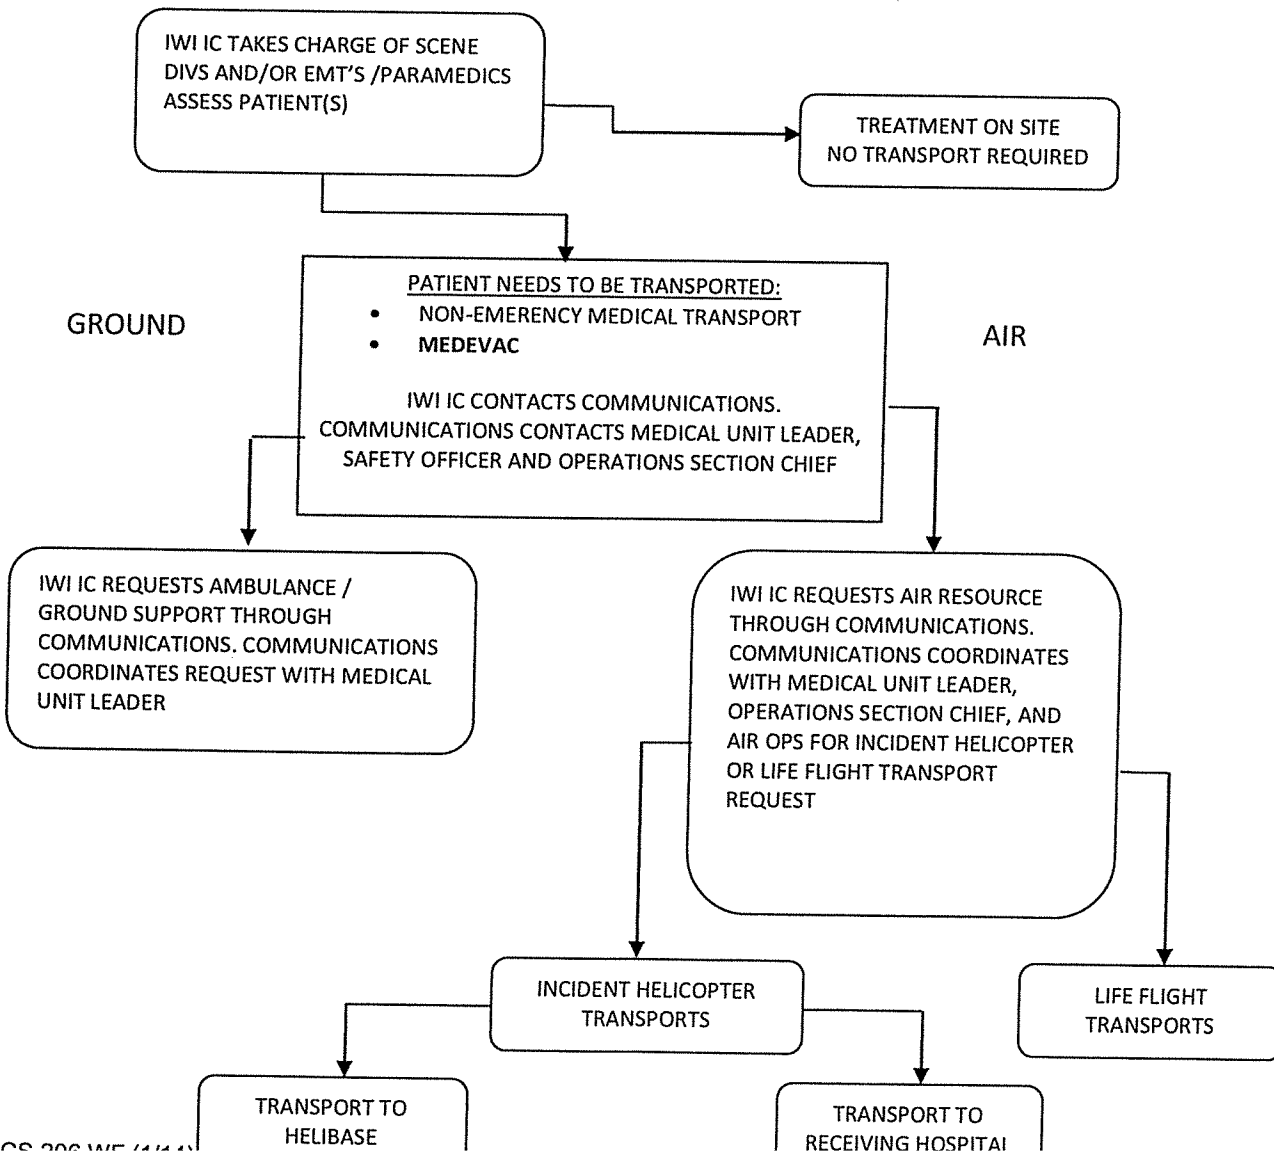 IWI IC TAKES CHARGE OF SCENE
DIVS AND/OR EMT'S /PARAMEDICS
ASSESS PATIENT(S)
TREATMENT ON SITE
NO TRANSPORT REQUIRED
PATIENT NEEDS TO BE TRANSPORTED:
• NON-EMERENCY MEDICAL TRANSPORT
• MEDEVAC
GROUND
AIR
IWI IC CONTACTS COMMUNICATIONS.
COMMUNICATIONS CONTACTS MEDICAL UNIT LEADER,
SAFETY OFFICER AND OPERATIONS SECTION CHIEF
IWI IC REQUESTS AMBULANCE /
GROUND SUPPORT THROUGH
COMMUNICATIONS. COMMUNICATIONS
COORDINATES REQUEST WITH MEDICAL
UNIT LEADER
IWI IC REQUESTS AIR RESOURCE
THROUGH COMMUNICATIONS.
COMMUNICATIONS COORDINATES
WITH MEDICAL UNIT LEADER,
OPERATIONS SECTION CHIEF, AND
AIR OPS FOR INCIDENT HELICOPTER
OR LIFE FLIGHT TRANSPORT
REQUEST
INCIDENT HELICOPTER
TRANSPORTS
LIFE FLIGHT
TRANSPORTS
TRANSPORT TO
HELIBASE
TRANSPORT TO
RECEIVING HOSPITAL